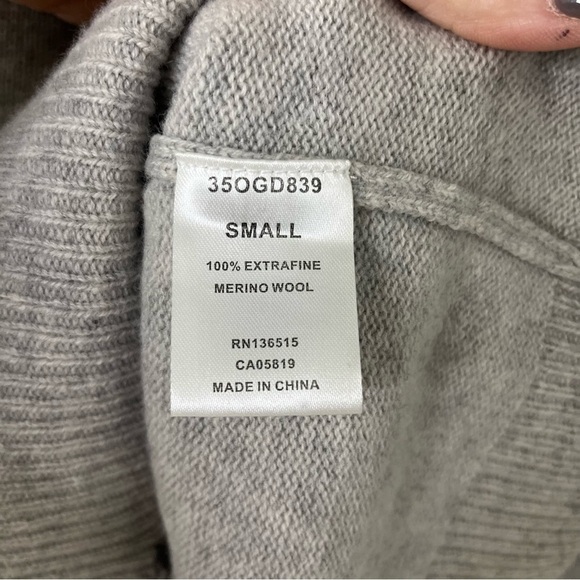 35OGD839
SMALL
100% EXTRAFINE
MERINO WOOL
RN136515
CA05819
MADE IN CHINA